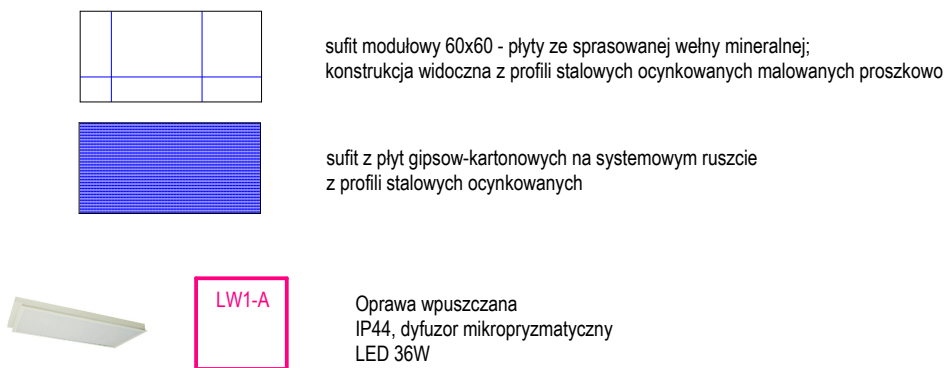 sufit modułowy 60x60 - płyty ze sprasowanej wełny mineralnej;
konstrukcja widoczna z profili stalowych ocynkowanych malowanych proszkowo
sufit z płyt gipsow-kartonowych na systemowym ruszcie
z profili stalowych ocynkowanych
LW1-A
Oprawa wpuszczana
IP44, dyfuzor mikropryzmatyczny
LED 36W